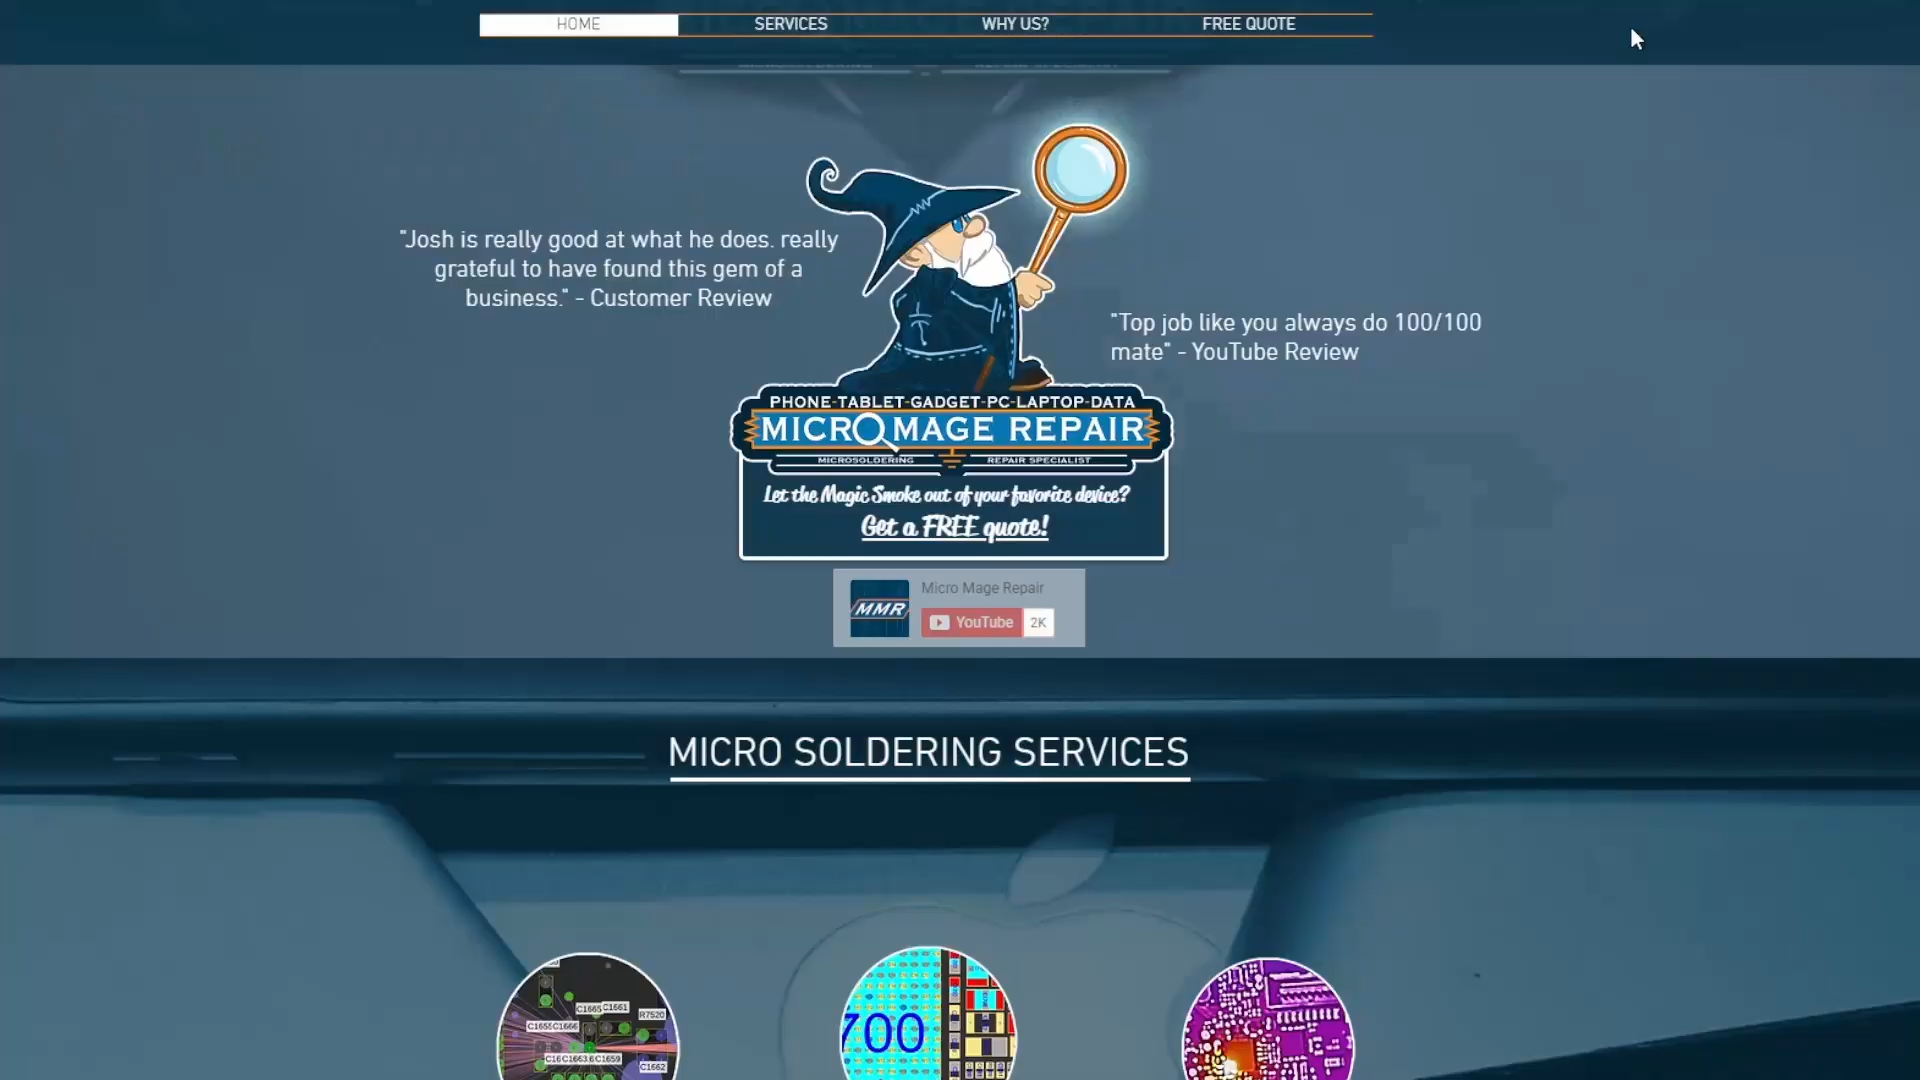 HOME SERVICES WHY US? FREE QUOTE
"Josh is really good at what he does. really
grateful to have found this gem of a
business." - Customer Review
"Top job like you always do 100/100
mate" - YouTube Review
PHONE-TABLET-GADGET-PC-LAPTOP-DATA
MICRO MAGE REPAIR
MICROSOLDERING REPAIR SPECIALIST
Let the Magic Smoke out of your favorite device?
Get a FREE quote!
MMR
Micro Mage Repair
YouTube 2K
MICRO SOLDERING SERVICES
C1665 C1661
R7520
C1655 C1666
C1663 C1659
C1662
700